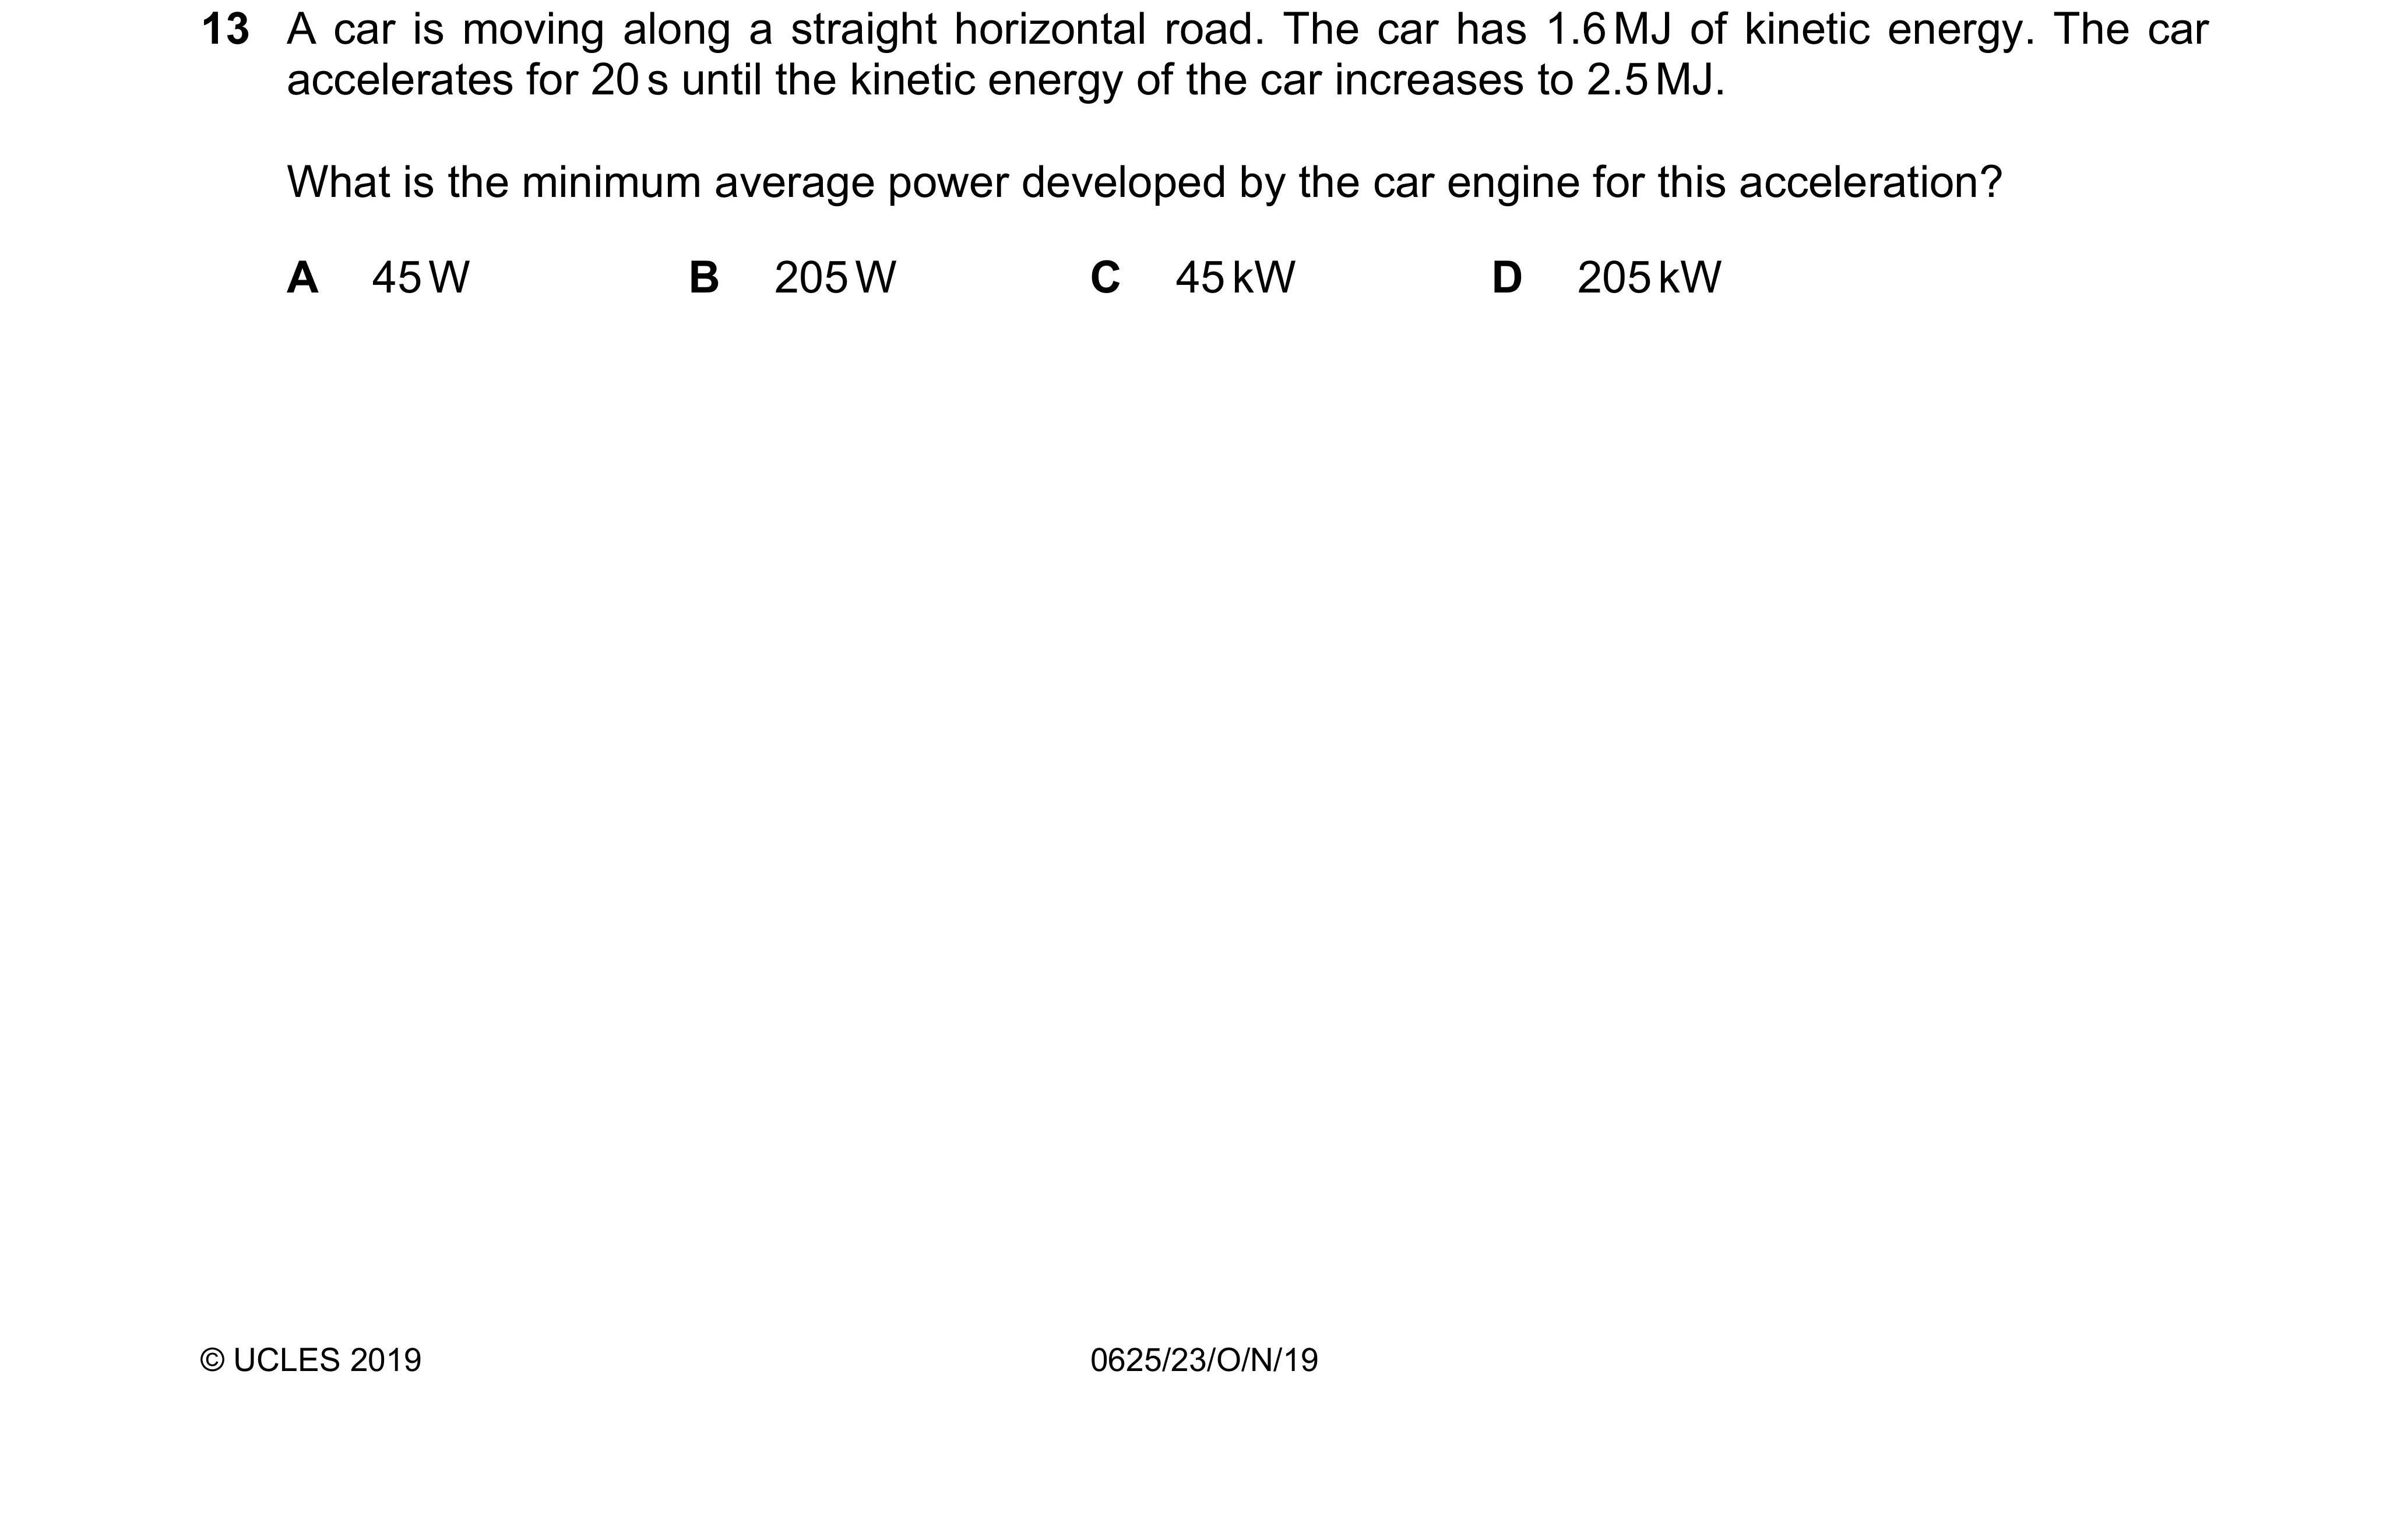 13 A car is moving along a straight horizontal road. The car has 1.6 MJ of kinetic energy. The car
accelerates for 20 s until the kinetic energy of the car increases to 2.5 MJ.
What is the minimum average power developed by the car engine for this acceleration?
A 45 W B 205 W C 45 kW D 205 kW
© UCLES 2019 0625/23/O/N/19